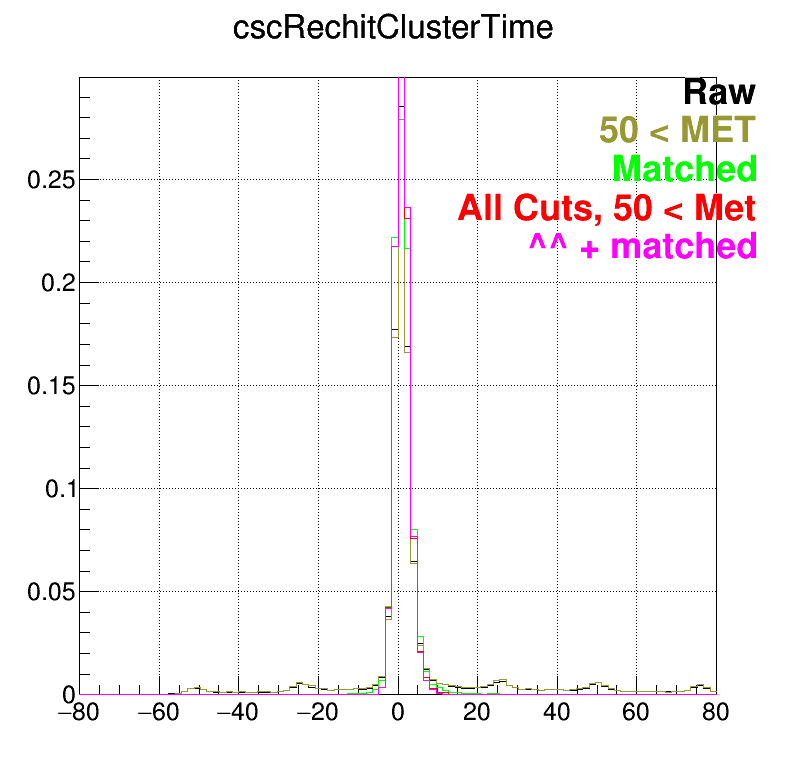 cscRechitClusterTime
Raw
50 < MET
Matched
All Cuts, 50 < Met
^^ + matched
0.25
0.2
0.15
0.1
0.05
0
−80 −60 −40 −20 0 20 40 60 80